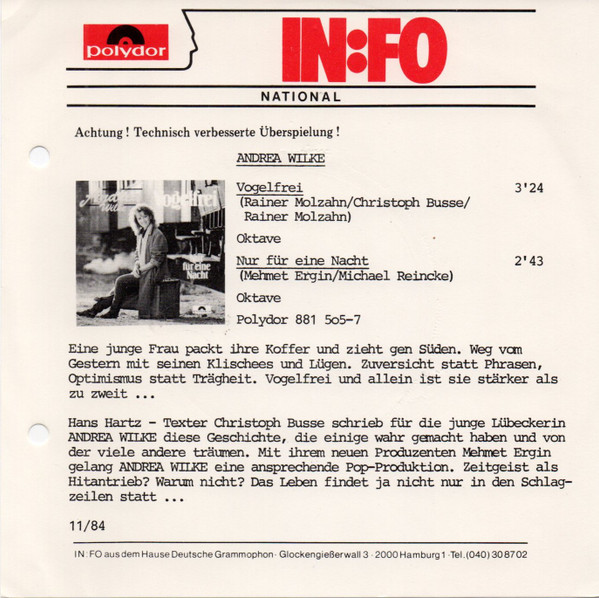 polydor
IN:FO
NATIONAL
Achtung! Technisch verbesserte Überspielung!
ANDREA WILKE
Vogelfrei 3'24
(Rainer Molzahn/Christoph Busse/
Rainer Molzahn)
Oktave
Nur für eine Nacht 2'43
(Mehmet Ergin/Michael Reincke)
Oktave
Polydor 881 5o5-7
Vogelfrei
Nur
für eine
Nacht
Eine junge Frau packt ihre Koffer und zieht gen Süden. Weg vom
Gestern mit seinen Klischees und Lügen. Zuversicht statt Phrasen,
Optimismus statt Trägheit. Vogelfrei und allein ist sie stärker als
zu zweit ...
Hans Hartz - Texter Christoph Busse schrieb für die junge Lübeckerin
ANDREA WILKE diese Geschichte, die einige wahr gemacht haben und von
der viele andere träumen. Mit ihrem neuen Produzenten Mehmet Ergin
gelang ANDREA WILKE eine ansprechende Pop-Produktion. Zeitgeist als
Hitantrieb? Warum nicht? Das Leben findet ja nicht nur in den Schlag-
zeilen statt ...
11/84
IN:FO aus dem Hause Deutsche Grammophon · Glockengießerwall 3 · 2000 Hamburg 1 · Tel. (040) 30 87 02